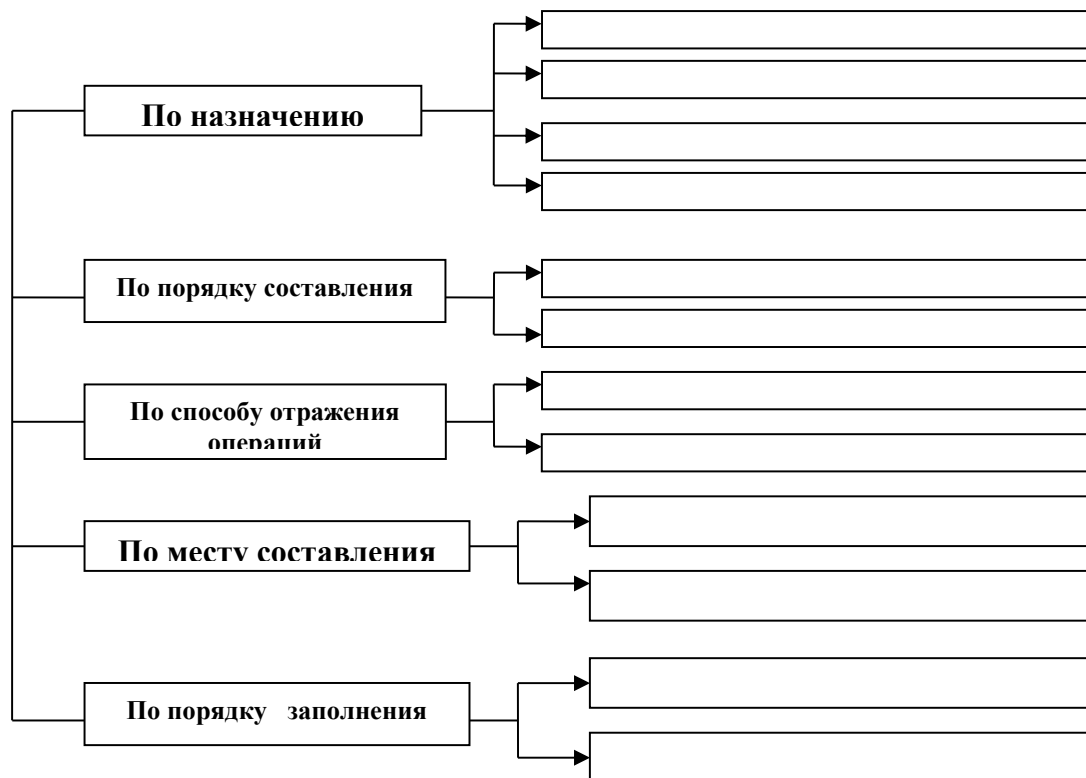 По назначению
По порядку составления
По способу отражения
операций
По месту составления
По порядку заполнения